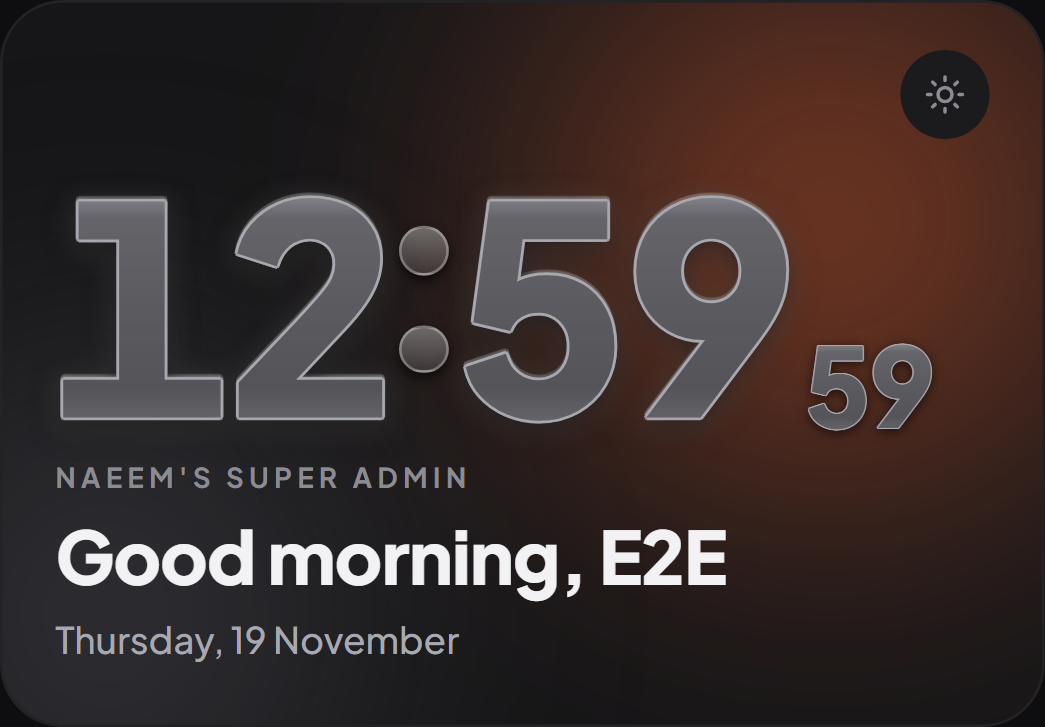 12:59 59
NAEEM'S SUPER ADMIN
Good morning, E2E
Thursday, 19 November